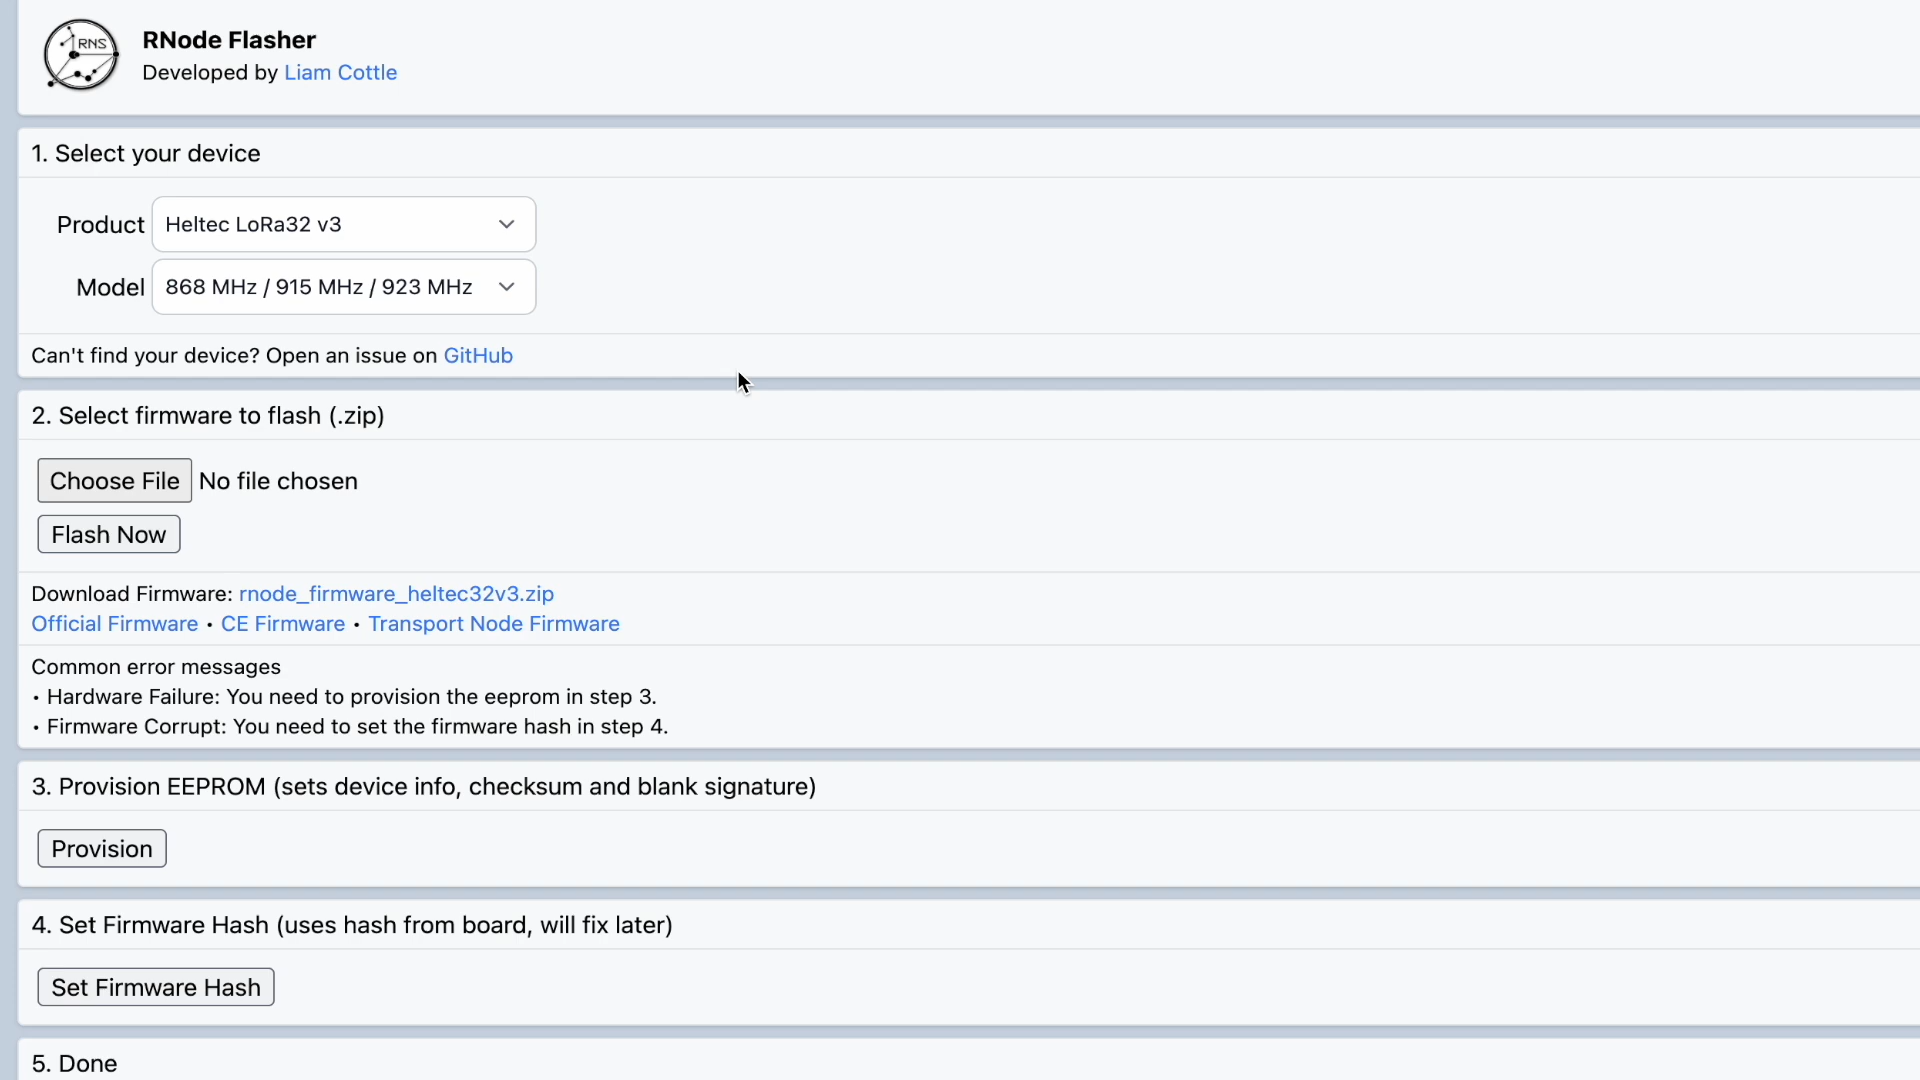 RNS
RNode Flasher
Developed by Liam Cottle
1. Select your device
Product Heltec LoRa32 v3
Model 868 MHz / 915 MHz / 923 MHz
Can't find your device? Open an issue on GitHub
2. Select firmware to flash (.zip)
Choose File No file chosen
Flash Now
Download Firmware: rnode_firmware_heltec32v3.zip
Official Firmware • CE Firmware • Transport Node Firmware
Common error messages
• Hardware Failure: You need to provision the eeprom in step 3.
• Firmware Corrupt: You need to set the firmware hash in step 4.
3. Provision EEPROM (sets device info, checksum and blank signature)
Provision
4. Set Firmware Hash (uses hash from board, will fix later)
Set Firmware Hash
5. Done